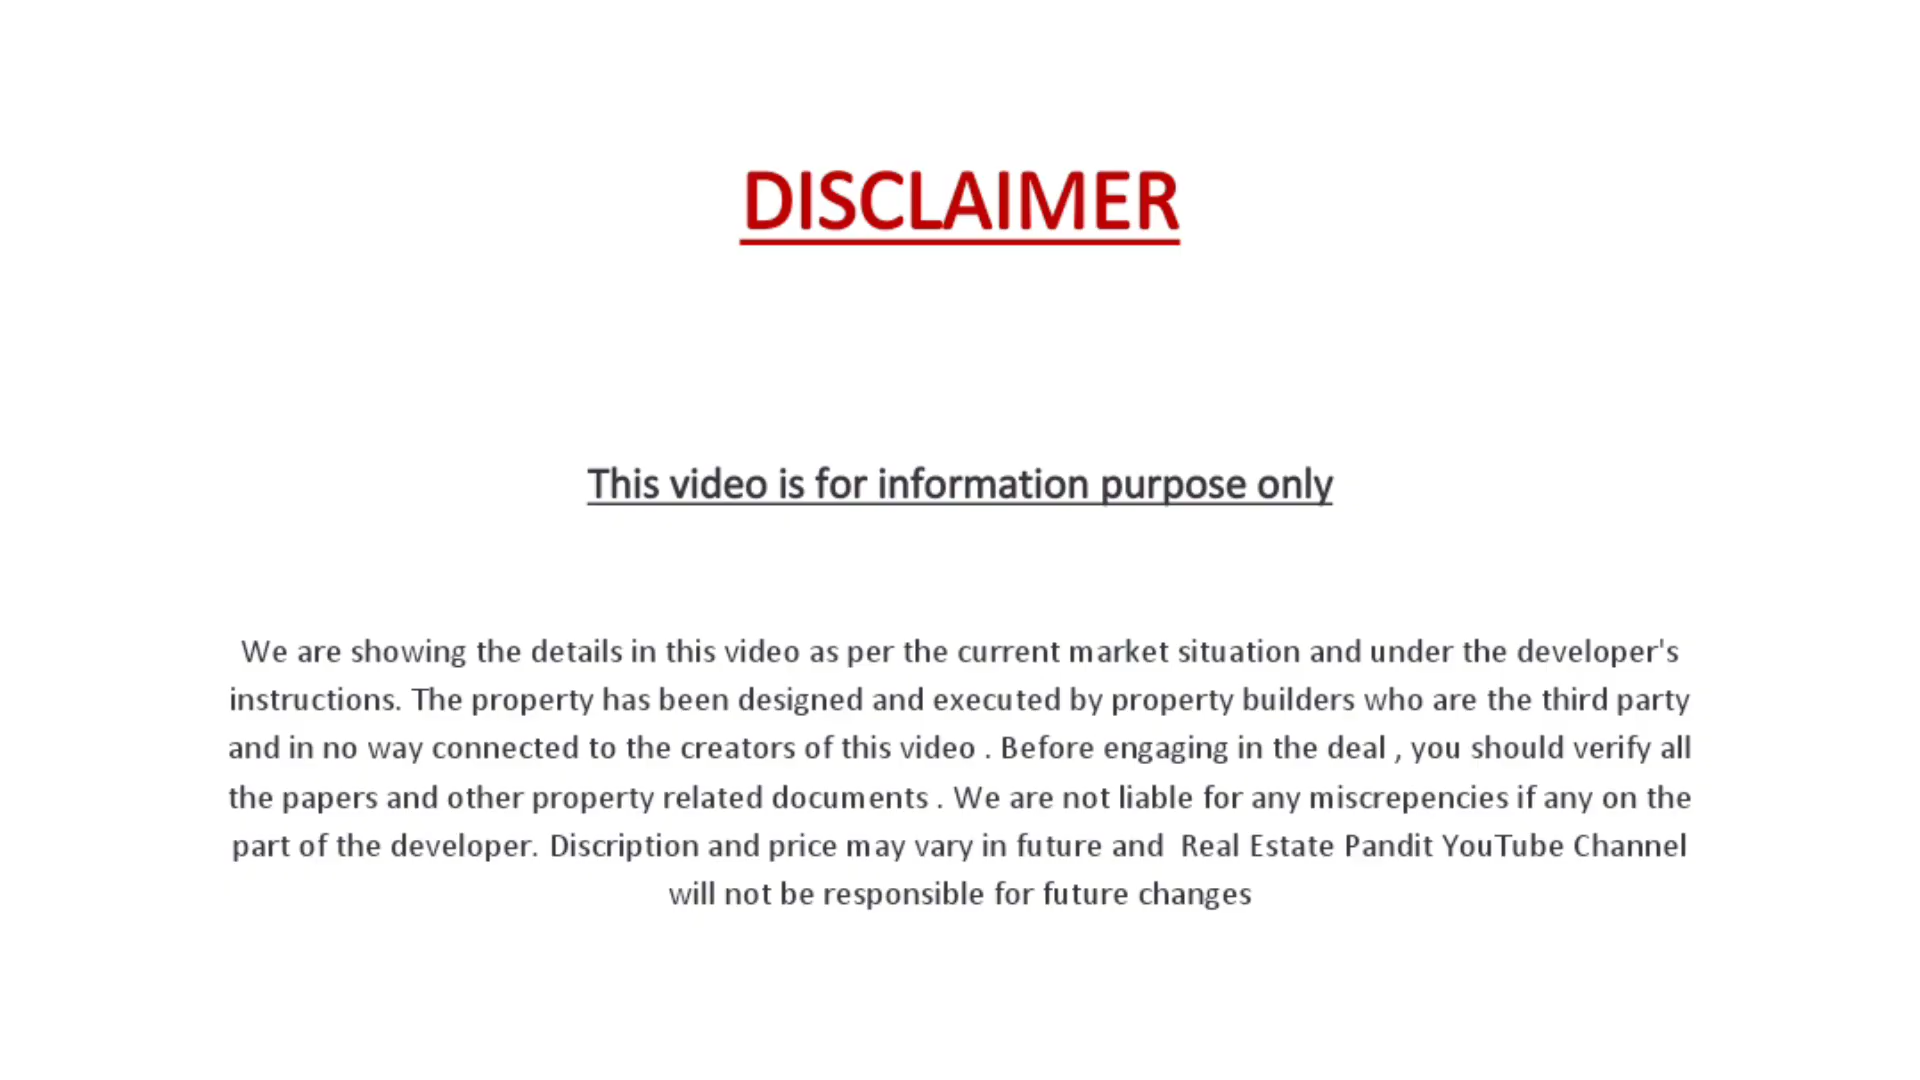 DISCLAIMER
This video is for information purpose only
We are showing the details in this video as per the current market situation and under the developer's
instructions. The property has been designed and executed by property builders who are the third party
and in no way connected to the creators of this video . Before engaging in the deal , you should verify all
the papers and other property related documents . We are not liable for any miscrepencies if any on the
part of the developer. Discription and price may vary in future and  Real Estate Pandit YouTube Channel
will not be responsible for future changes